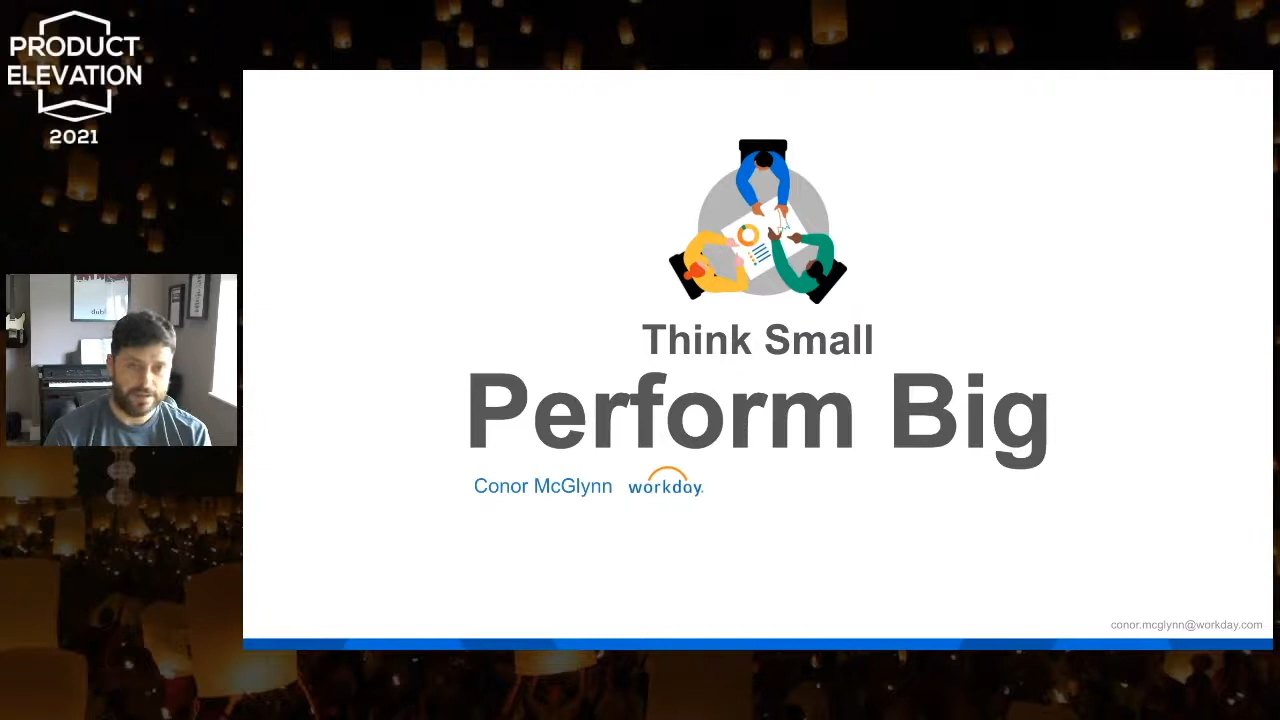 PRODUCT
ELEVATION
2021
Think Small
Perform Big
Conor McGlynn workday.
conor.mcglynn@workday.com